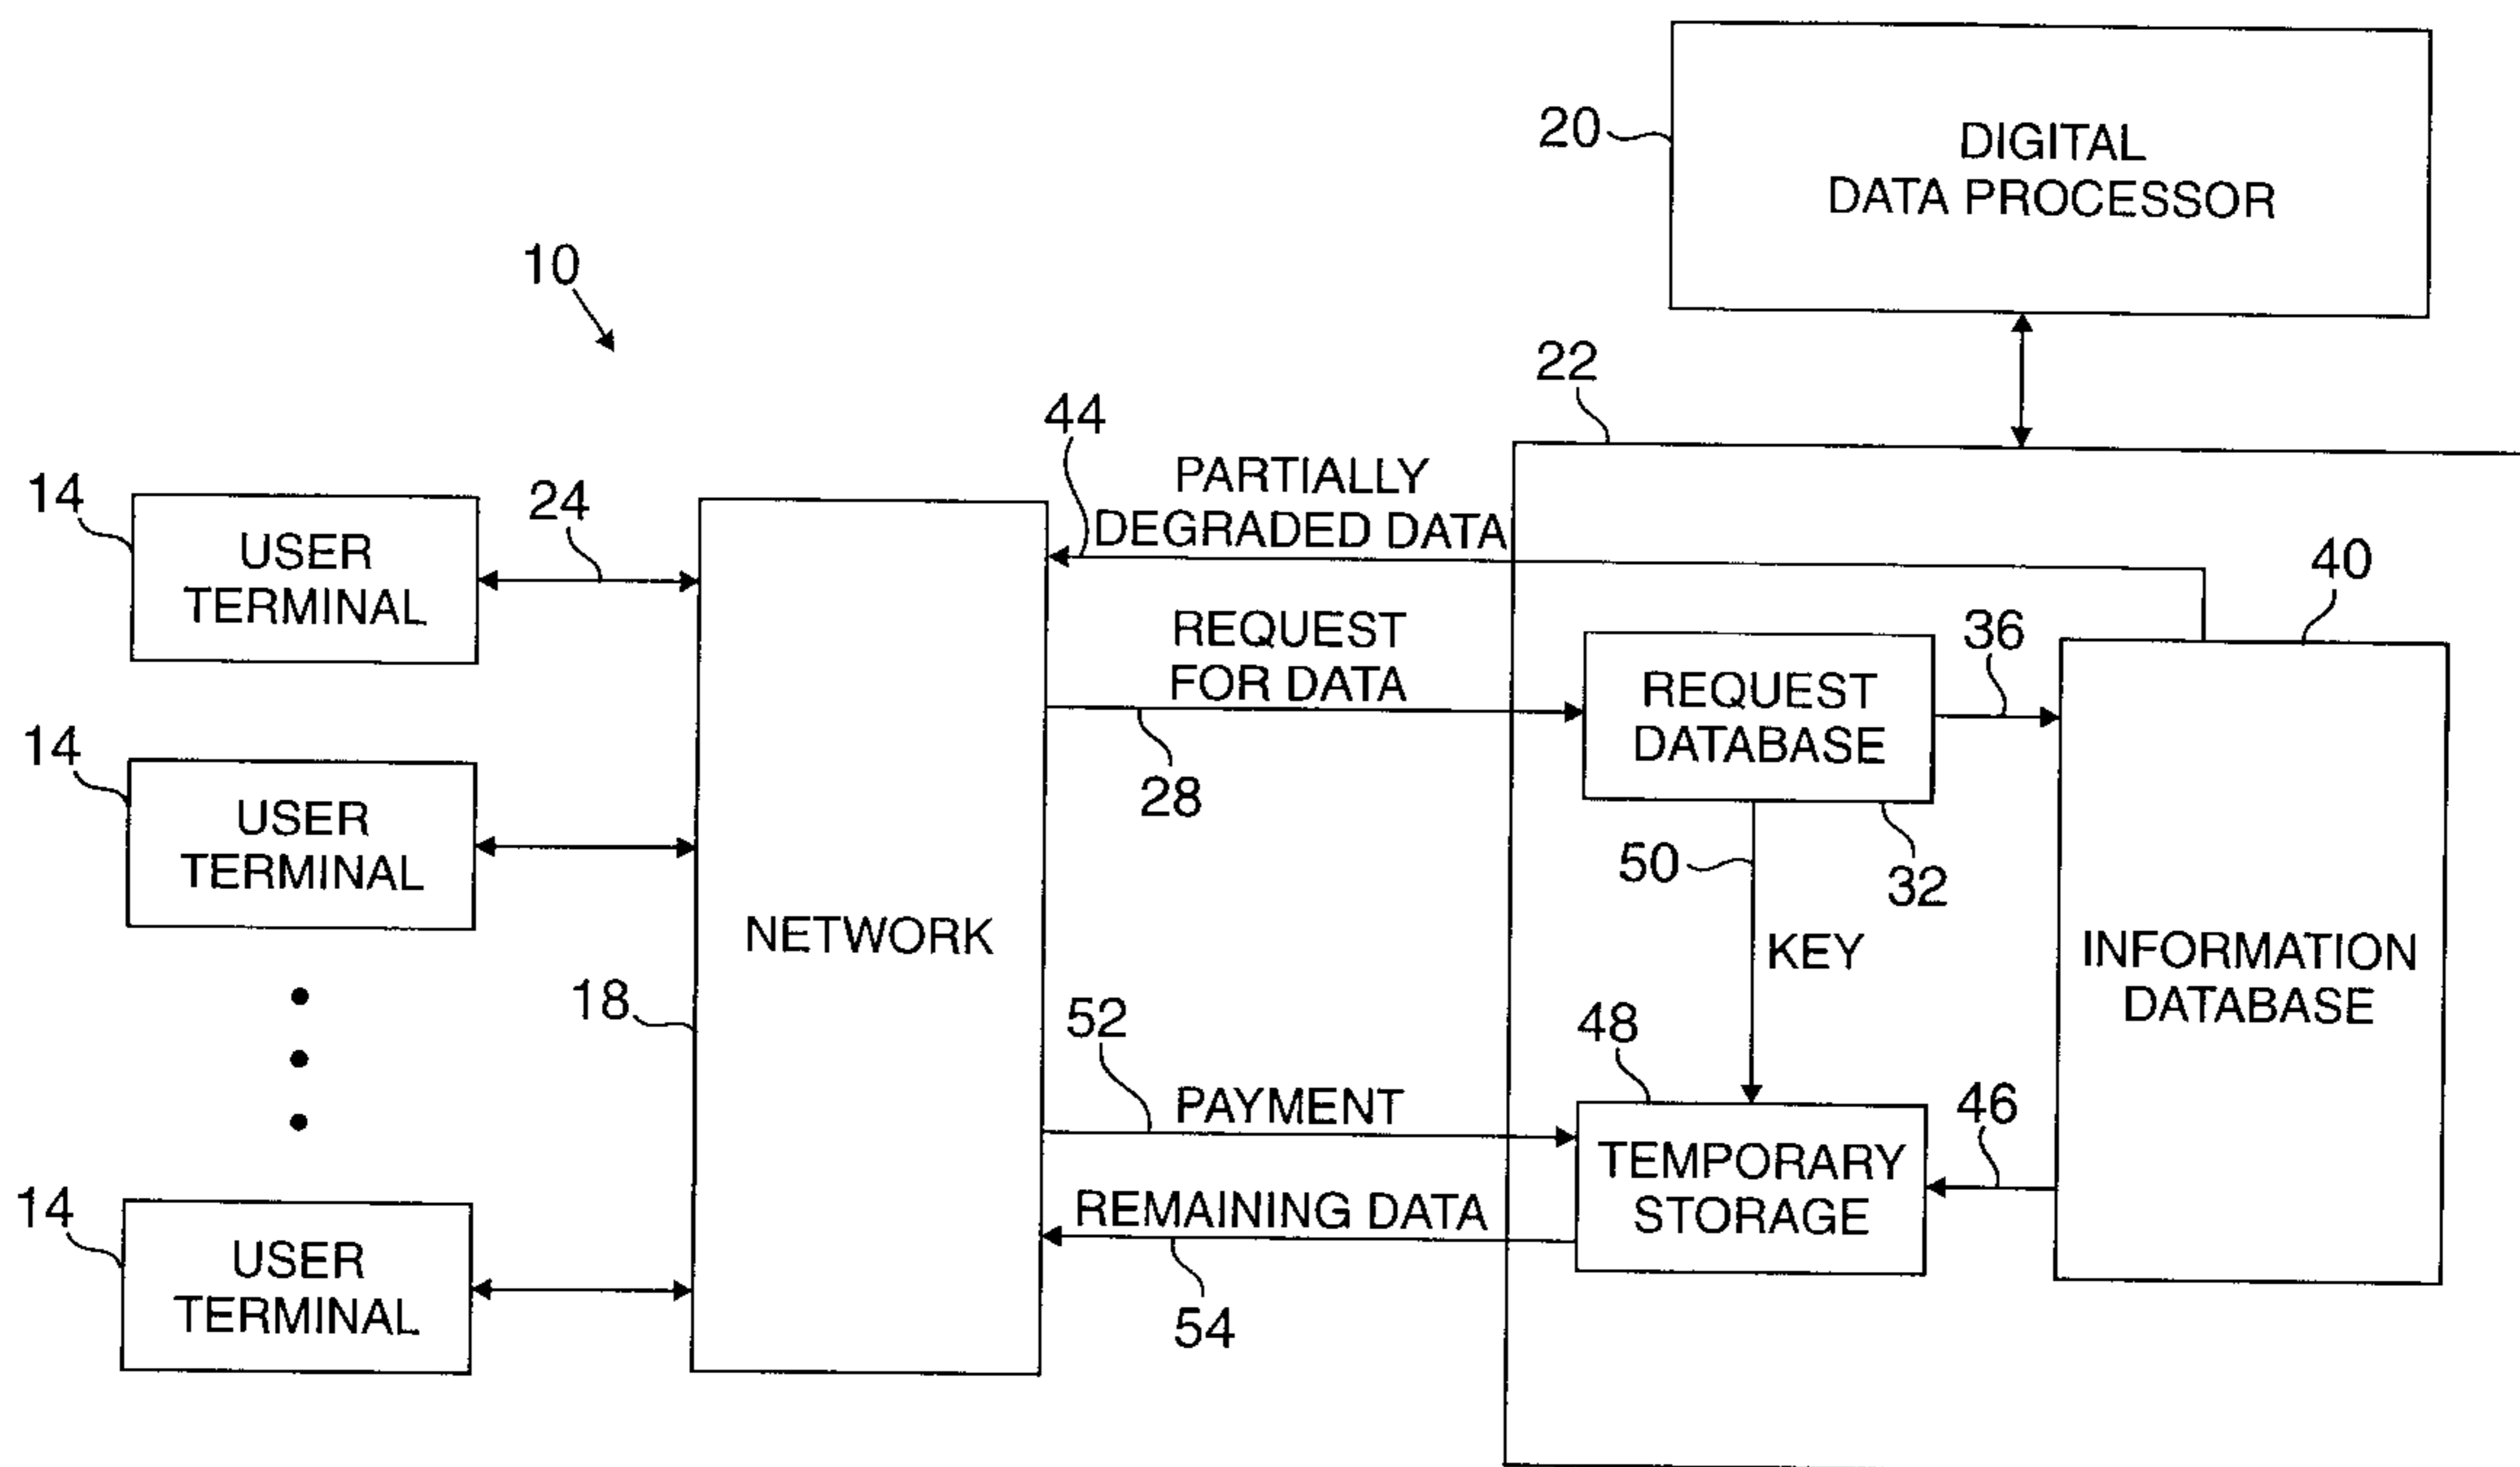 20
DIGITAL
DATA PROCESSOR
10
22
44
PARTIALLY
DEGRADED DATA
14
USER
TERMINAL
24
40
REQUEST
FOR DATA
28
REQUEST
DATABASE
36
32
14
USER
TERMINAL
50
KEY
NETWORK
18
INFORMATION
DATABASE
52
PAYMENT
48
TEMPORARY
STORAGE
46
REMAINING DATA
54
14
USER
TERMINAL